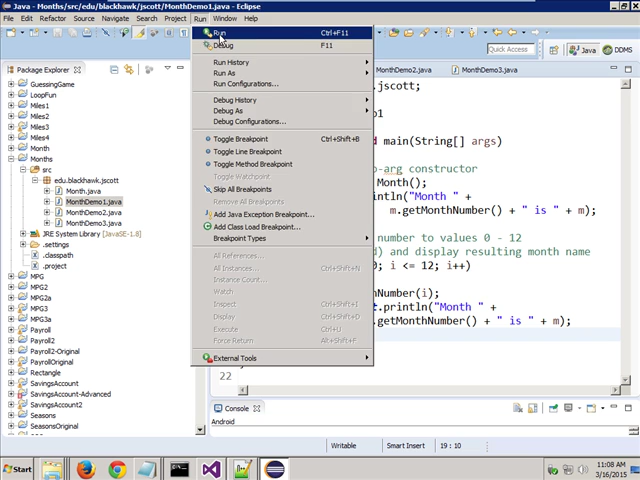 Java - Months/src/edu/blackhawk/jscott/MonthDemo1.java - Eclipse
File Edit Refactor Source Navigate Search Project Run Window Help
Quick Access
Java
DDMS
Package Explorer
GuessingGame
LoopFun
Miles1
Miles2
Miles3
Miles4
Month
Months
src
edu.blackhawk.jscott
Month.java
MonthDemo1.java
MonthDemo2.java
MonthDemo3.java
JRE System Library [JavaSE-1.8]
.settings
.classpath
.project
MPG
MPG2
MPG2a
MPG3
MPG3a
Payroll
Payroll2
Payroll2-Original
PayrollOriginal
Rectangle
SavingsAccount
SavingsAccount-Advanced
SavingsAccount2
Seasons
SeasonsOriginal
Run Ctrl+F11
Debug F11
Run History
Run As
Run Configurations...
Debug History
Debug As
Debug Configurations...
Toggle Breakpoint Ctrl+Shift+B
Toggle Line Breakpoint
Toggle Method Breakpoint
Toggle Watchpoint
Skip All Breakpoints
Remove All Breakpoints
Add Java Exception Breakpoint...
Add Class Load Breakpoint...
Breakpoint Types
All References...
All Instances... Ctrl+Shift+N
Instance Count...
Watch
Inspect Ctrl+Shift+I
Display Ctrl+Shift+D
Execute Ctrl+U
Force Return Alt+Shift+F
External Tools
MonthDemo2.java MonthDemo3.java
.jscott;
o1
d main(String[] args)
o-arg constructor
Month();
rintln("Month " +
m.getMonthNumber() + " is " + m);
number to values 0 - 12
d) and display resulting month name
0; i <= 12; i++)
hNumber(i);
t.println("Month " +
.getMonthNumber() + " is " + m);
22
Console
Android
Writable Smart Insert 19 : 10
Start
11:08 AM
3/16/2015